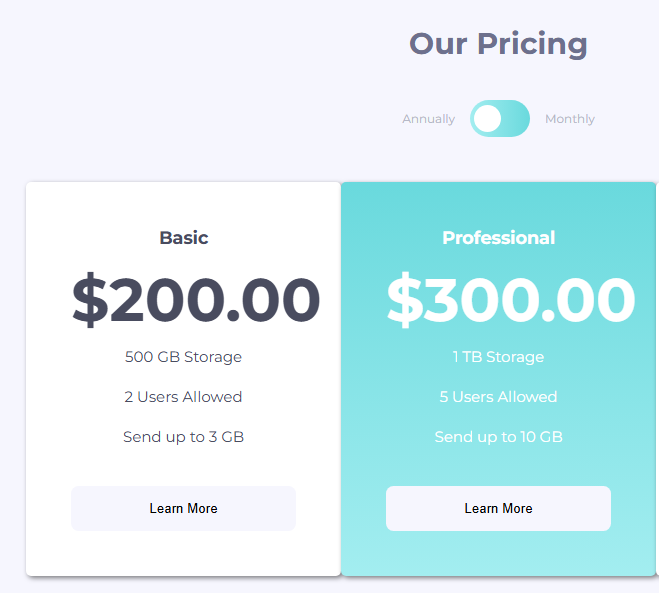 Our Pricing
Annually
Monthly
Basic
$200.00
500 GB Storage
2 Users Allowed
Send up to 3 GB
Learn More
Professional
$300.00
1 TB Storage
5 Users Allowed
Send up to 10 GB
Learn More